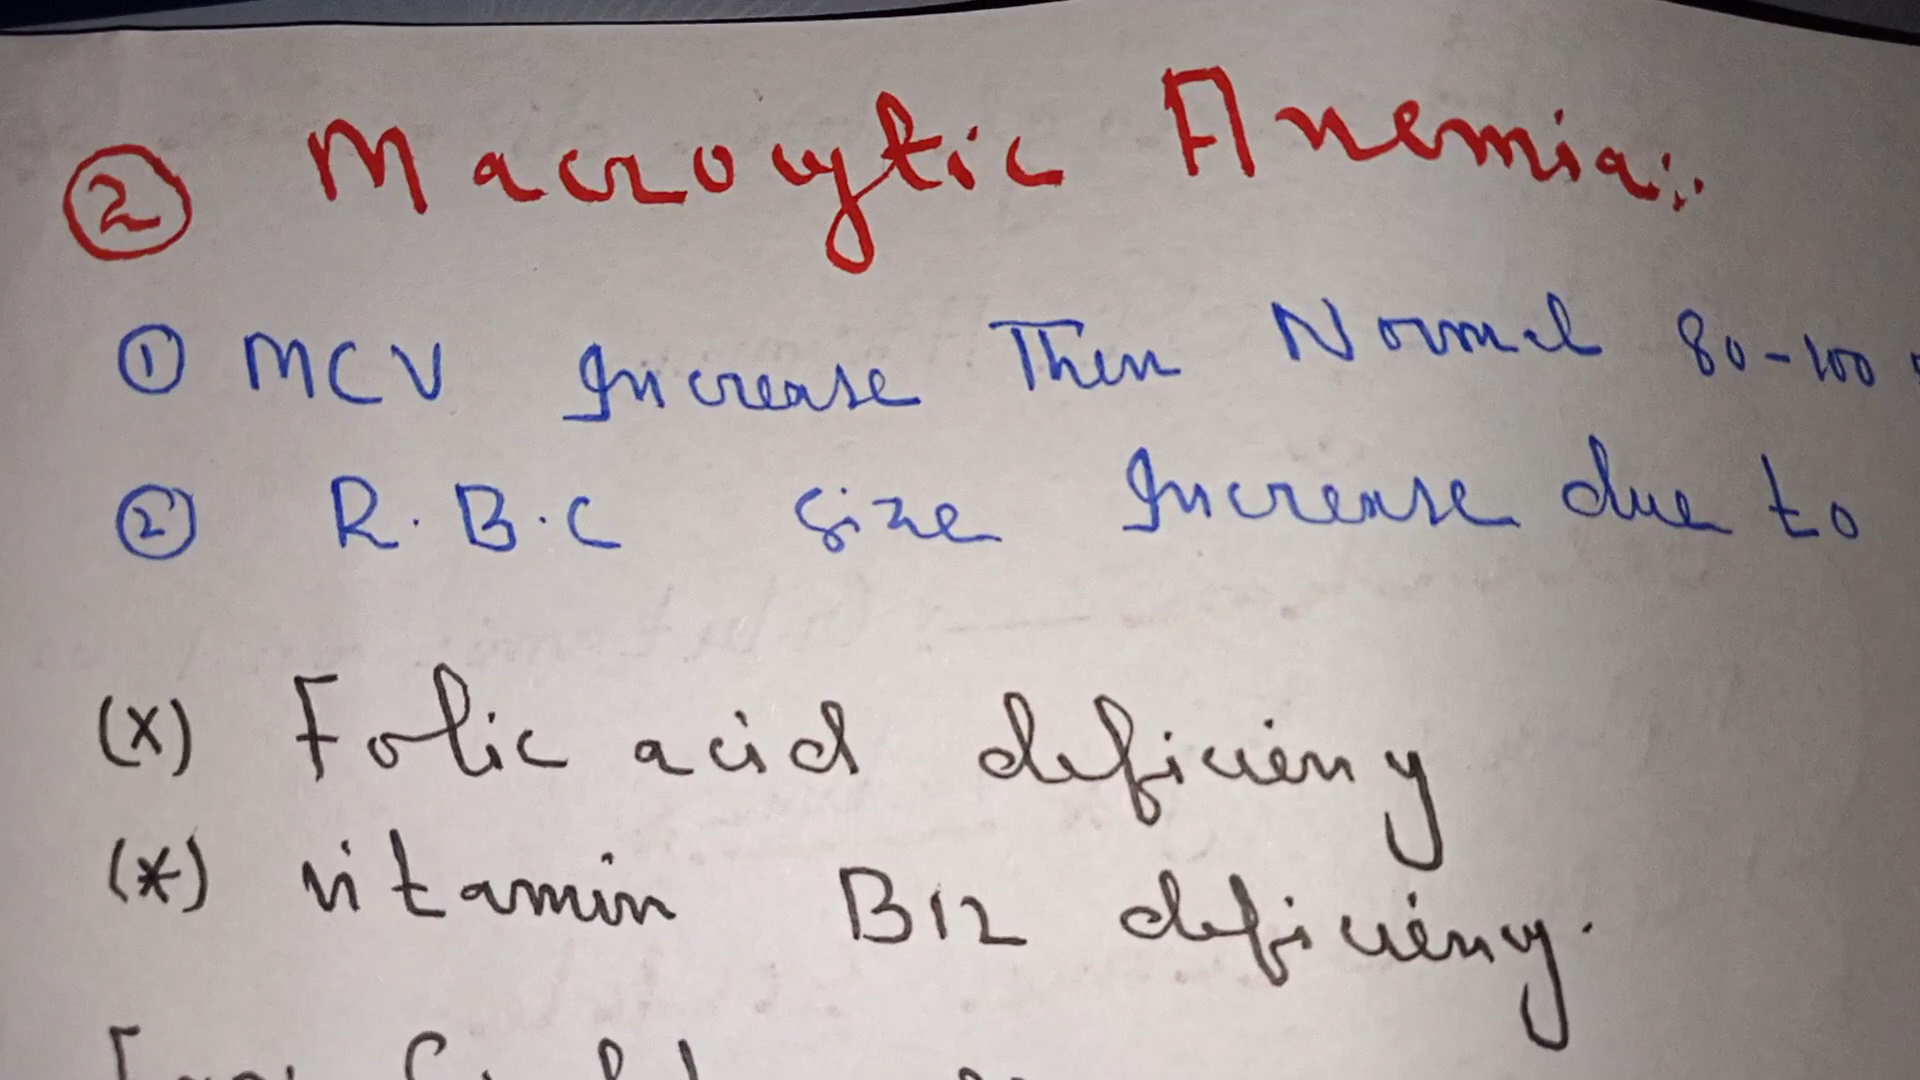 ② Macrocytic Anemia:.
① MCV Increase Then Normal 80-100
② R.B.C Size Increase due to
(x) Folic acid deficieny
(*) vitamin B12 deficiency.